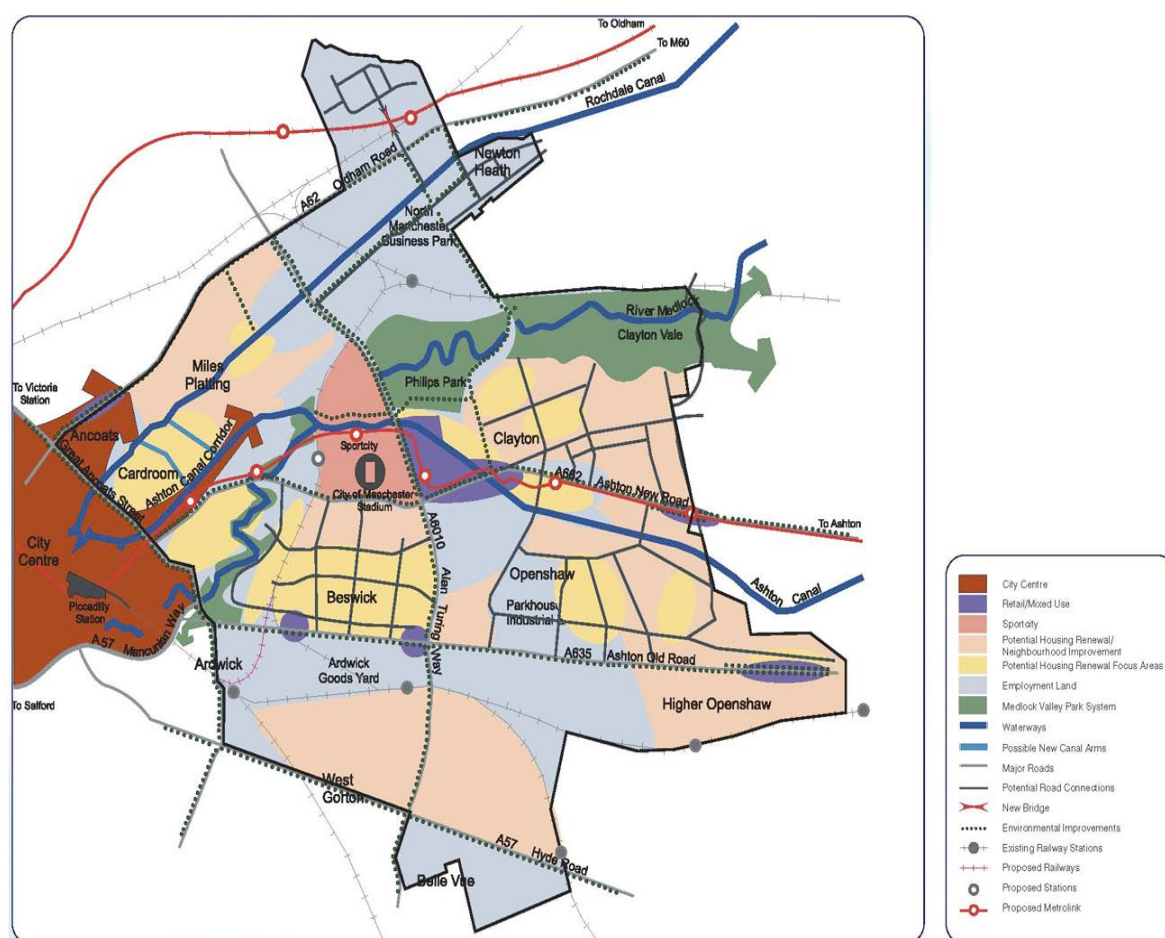 To Oldham
To M60
Rochdale Canal
Newton
Heath
A62
Oldham Road
North
Manchester
Business Park
River Medlock
Clayton Vale
Miles
Platting
Philips Park
To Victoria
Station
Ancoats
Great Ancoats Street
Cardroom
Ashton Canal Corridor
Clayton
Sportcity
City of Manchester
Stadium
A662
Ashton New Road
To Ashton
A6010
Alan Turing Way
City
Centre
Piccadilly
Station
A57
Mancunian Way
Beswick
Openshaw
Parkhous
Industrial
Ashton Canal
Ardwick
Ardwick
Goods Yard
A635
Ashton Old Road
To Salford
Higher Openshaw
West
Gorton
A57
Hyde Road
Belle Vue
City Centre
Retail/Mixed Use
Sportcity
Potential Housing Renewal/
Neighbourhood Improvement
Potential Housing Renewal Focus Areas
Employment Land
Medlock Valley Park System
Waterways
Possible New Canal Arms
Major Roads
Potential Road Connections
New Bridge
Environmental Improvements
Existing Railway Stations
Proposed Railways
Proposed Stations
Proposed Metrolink